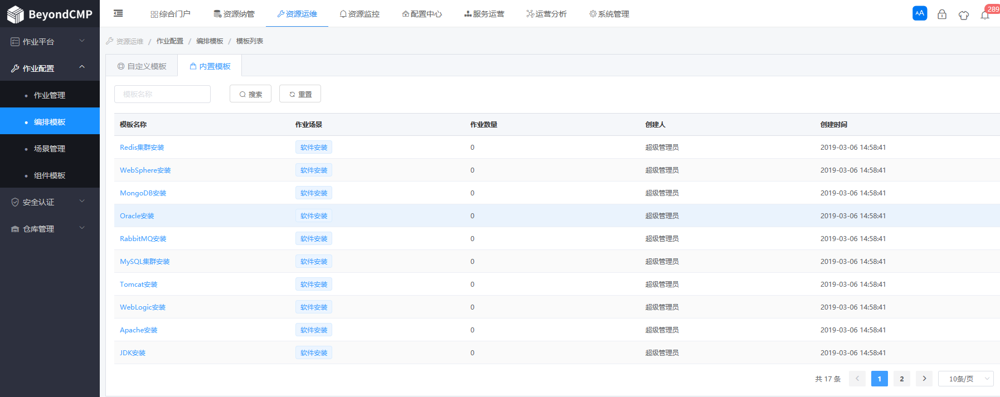 BeyondCMP
综合门户 资源纳管 资源运维 资源监控 配置中心 服务运营 运营分析 系统管理
AA
289
作业平台
作业配置
作业管理
编排模板
场景管理
组件模板
安全认证
仓库管理
资源运维 / 作业配置 / 编排模板 / 模板列表
自定义模板 内置模板
模板名称 搜索 重置
模板名称 作业场景 作业数量 创建人 创建时间
Redis集群安装 软件安装 0 超级管理员 2019-03-06 14:58:41
WebSphere安装 软件安装 0 超级管理员 2019-03-06 14:58:41
MongoDB安装 软件安装 0 超级管理员 2019-03-06 14:58:41
Oracle安装 软件安装 0 超级管理员 2019-03-06 14:58:41
RabbitMQ安装 软件安装 0 超级管理员 2019-03-06 14:58:41
MySQL集群安装 软件安装 0 超级管理员 2019-03-06 14:58:41
Tomcat安装 软件安装 0 超级管理员 2019-03-06 14:58:41
WebLogic安装 软件安装 0 超级管理员 2019-03-06 14:58:41
Apache安装 软件安装 0 超级管理员 2019-03-06 14:58:41
JDK安装 软件安装 0 超级管理员 2019-03-06 14:58:41
共 17 条 1 2 10条/页